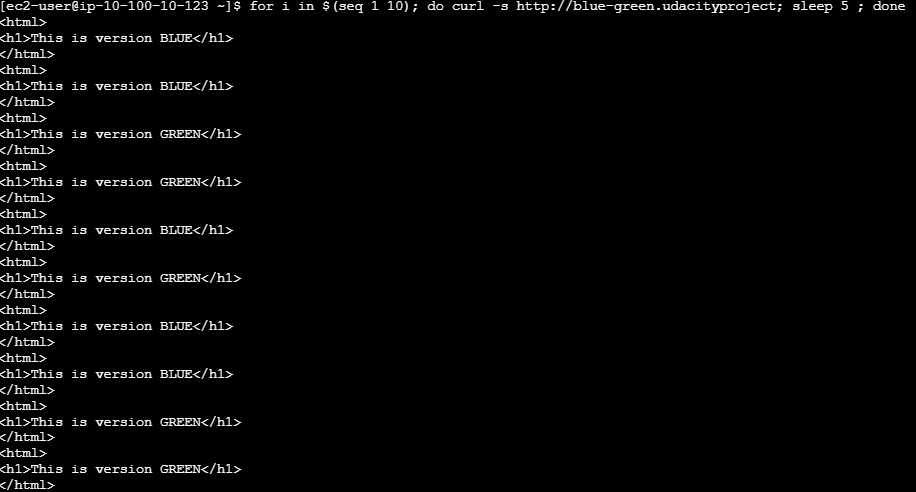 [ec2-user@ip-10-100-10-123 ~]$ for i in $(seq 1 10); do curl -s http://blue-green.udacityproject; sleep 5 ; done
<html>
<h1>This is version BLUE</h1>
</html>
<html>
<h1>This is version BLUE</h1>
</html>
<html>
<h1>This is version GREEN</h1>
</html>
<html>
<h1>This is version GREEN</h1>
</html>
<html>
<h1>This is version BLUE</h1>
</html>
<html>
<h1>This is version GREEN</h1>
</html>
<html>
<h1>This is version BLUE</h1>
</html>
<html>
<h1>This is version BLUE</h1>
</html>
<html>
<h1>This is version GREEN</h1>
</html>
<html>
<h1>This is version GREEN</h1>
</html>